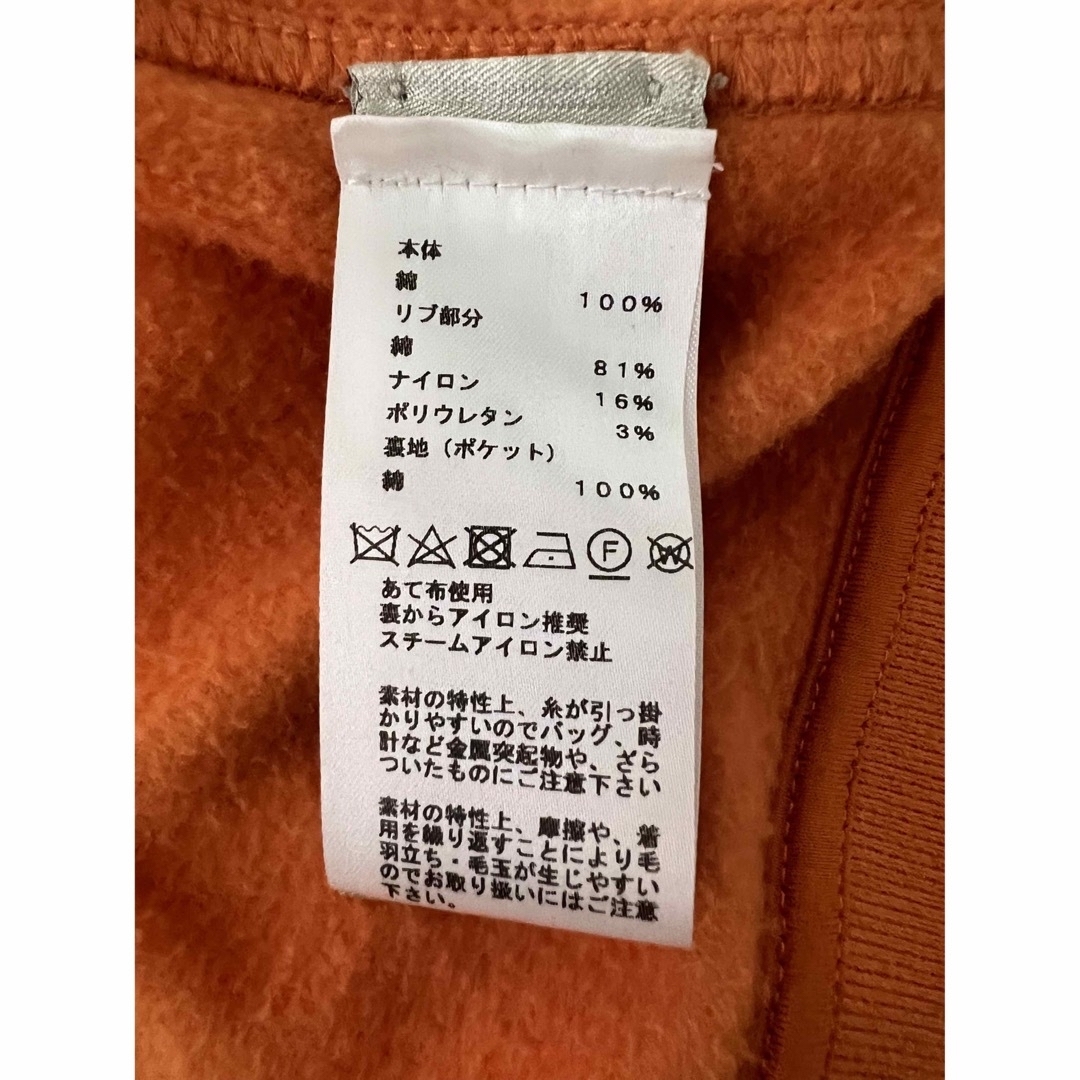 本体
綿 100%
リブ部分
綿 81%
ナイロン 16%
ポリウレタン 3%
裏地(ポケット)
綿 100%
F W
あて布使用
裏からアイロン推奨
スチームアイロン禁止
素材の特性上、糸が引っ掛
かりやすいのでバッグ、時
計など金属突起物や、ざら
ついたものにご注意下さい
素材の特性上、摩擦や、着
用を繰り返すことにより毛
羽立ち・毛玉が生じやすい
のでお取り扱いにはご注意
下さい。